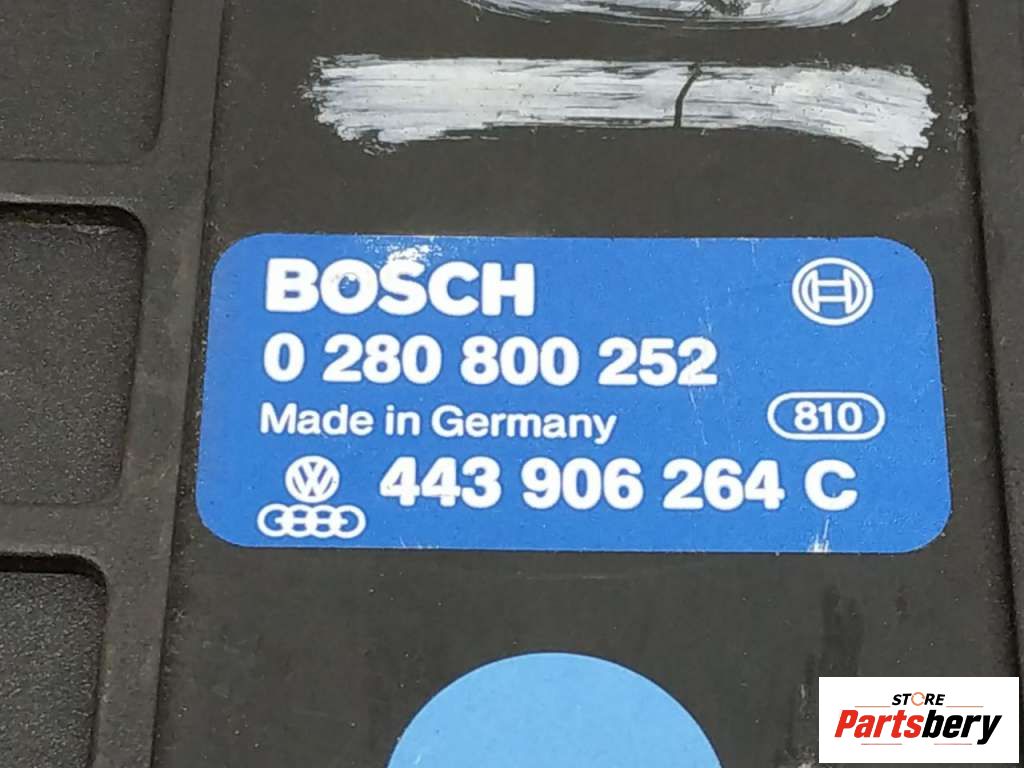 BOSCH
0 280 800 252
Made in Germany
810
443 906 264 C
STORE
Partsbery